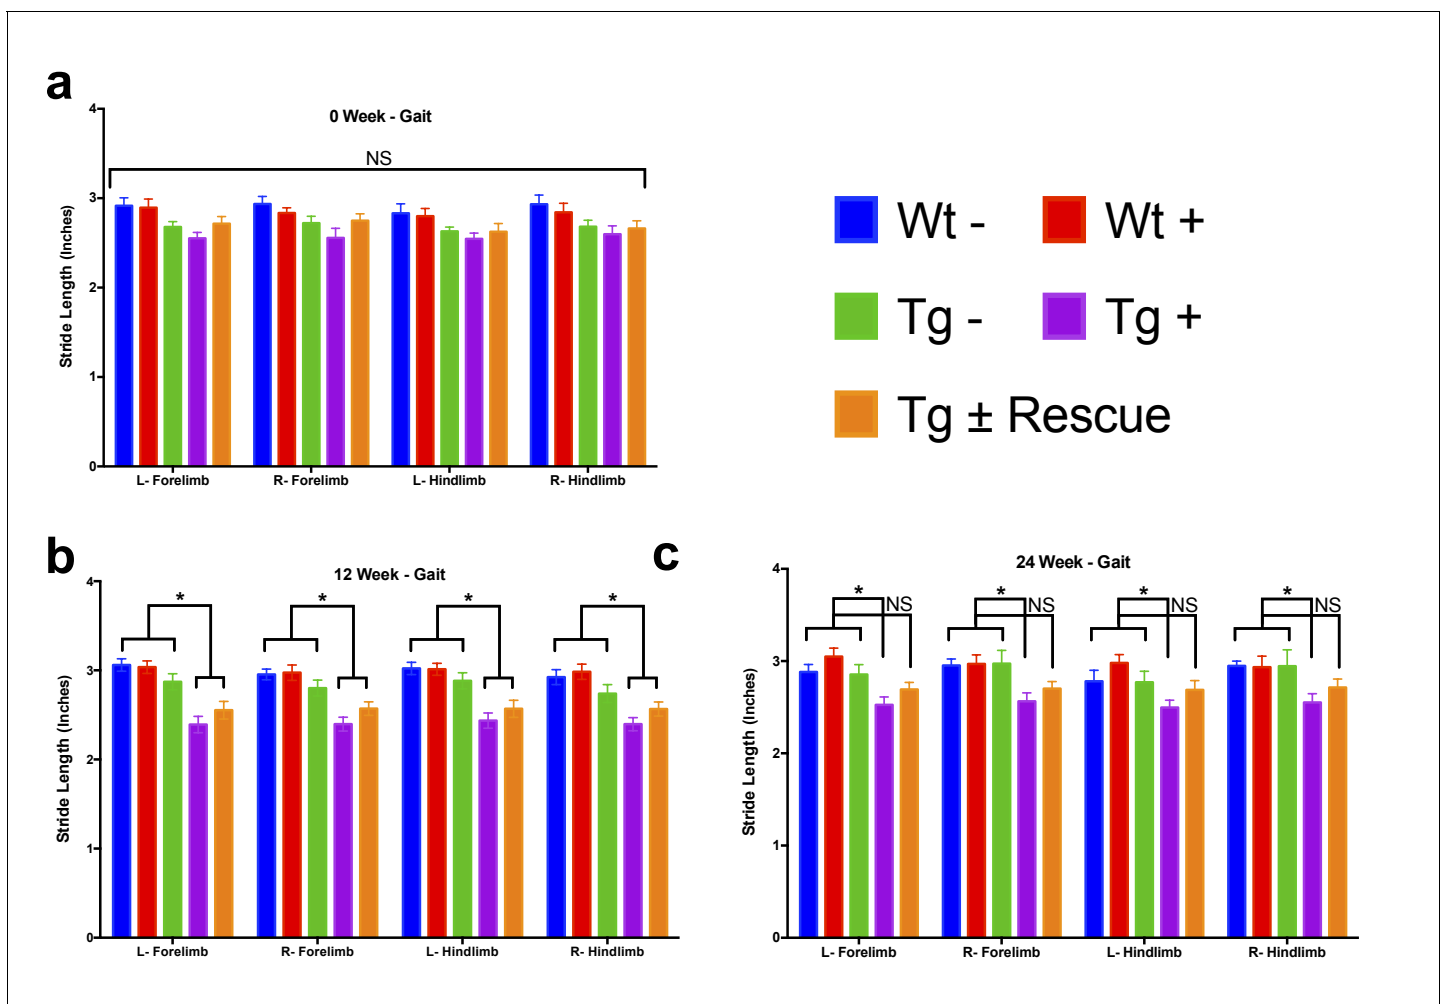 a
0 Week - Gait
NS
4
3
2
1
0
Stride Length (Inches)
L- Forelimb R- Forelimb L- Hindlimb R- Hindlimb
Wt - Wt +
Tg - Tg +
Tg ± Rescue
b
12 Week - Gait
* * * *
4
3
2
1
0
Stride Length (Inches)
L- Forelimb R- Forelimb L- Hindlimb R- Hindlimb
c
24 Week - Gait
* NS * NS * NS * NS
4
3
2
1
0
Stride Length (Inches)
L- Forelimb R- Forelimb L- Hindlimb R- Hindlimb